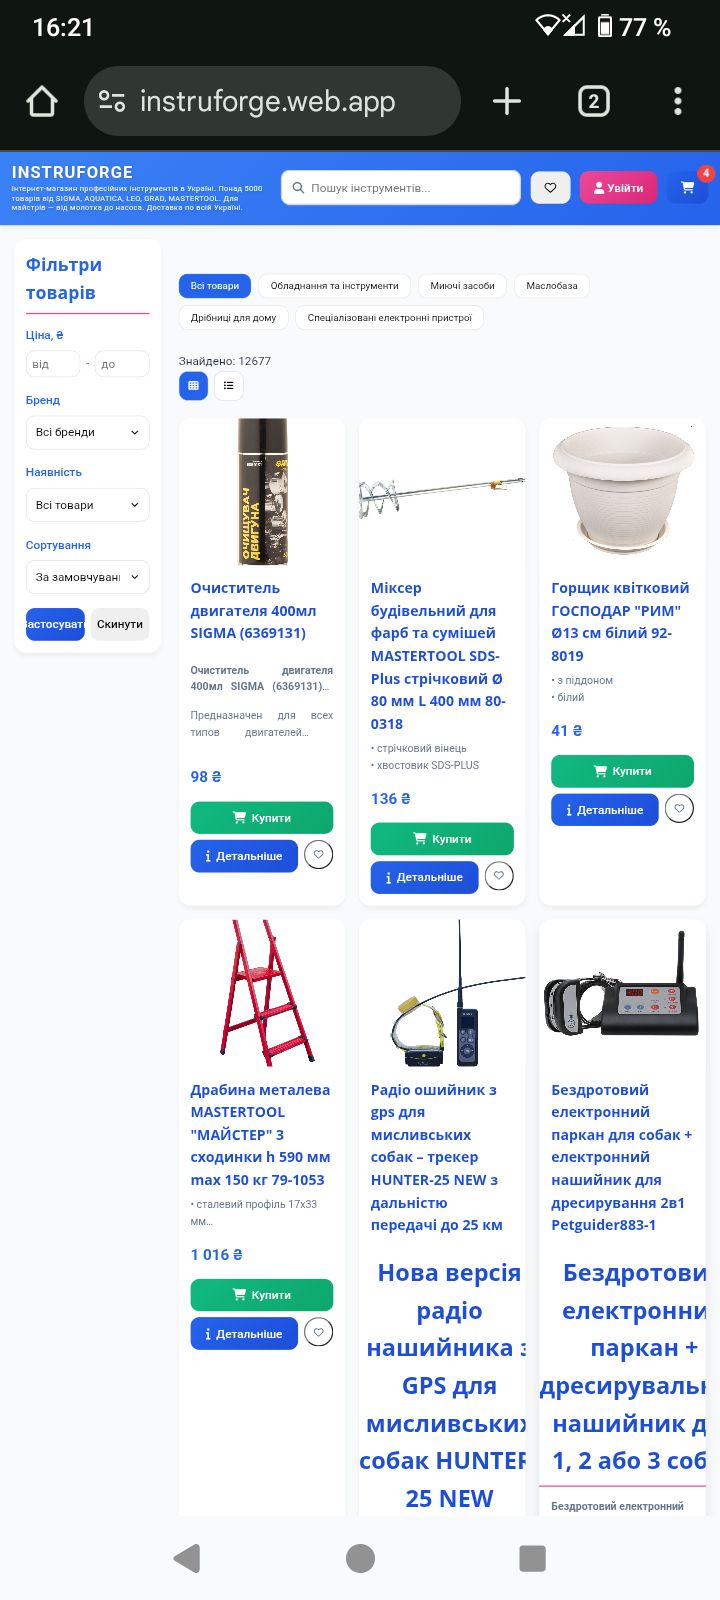 16:21
77 %
instruforge.web.app
2
INSTRUFORGE
Інтернет-магазин професійних інструментів в Україні. Понад 5000
товарів від SIGMA, AQUATICA, LEO, GRAD, MASTERTOOL. Для
майстрів — від молотка до насоса. Доставка по всій Україні.
Пошук інструментів...
Увійти
4
Фільтри
товарів
Ціна, ₴
від - до
Бренд
Всі бренди
Наявність
Всі товари
Сортування
За замовчуванн
Застосувати
Скинути
Всі товари
Обладнання та інструменти
Миючі засоби
Маслобаза
Дрібниці для дому
Спеціалізовані електронні пристрої
Знайдено: 12677
ОЧИЩУВАЧ
ДВИГУНА
Очиститель
двигателя 400мл
SIGMA (6369131)
Очиститель двигателя
400мл SIGMA (6369131)...
Предназначен для всех
типов двигателей...
98 ₴
Купити
Детальніше
Міксер
будівельний для
фарб та сумішей
MASTERTOOL SDS-
Plus стрічковий Ø
80 мм L 400 мм 80-
0318
• стрічковий вінець
• хвостовик SDS-PLUS
136 ₴
Купити
Детальніше
Горщик квітковий
ГОСПОДАР "РИМ"
Ø13 см білий 92-
8019
• з піддоном
• білий
41 ₴
Купити
Детальніше
Драбина металева
MASTERTOOL
"МАЙСТЕР" 3
сходинки h 590 мм
max 150 кг 79-1053
• сталевий профіль 17х33
мм...
1 016 ₴
Купити
Детальніше
Радіо ошийник з
gps для
мисливських
собак – трекер
HUNTER-25 NEW з
дальністю
передачі до 25 км
Нова версія
радіо
нашийника з
GPS для
мисливських
собак HUNTER
25 NEW
Бездротовий
електронний
паркан для собак +
електронний
нашийник для
дресирування 2в1
Petguider883-1
Бездротови
електронни
паркан +
дресирувальн
нашийник д
1, 2 або 3 соб
Бездротовий електронний